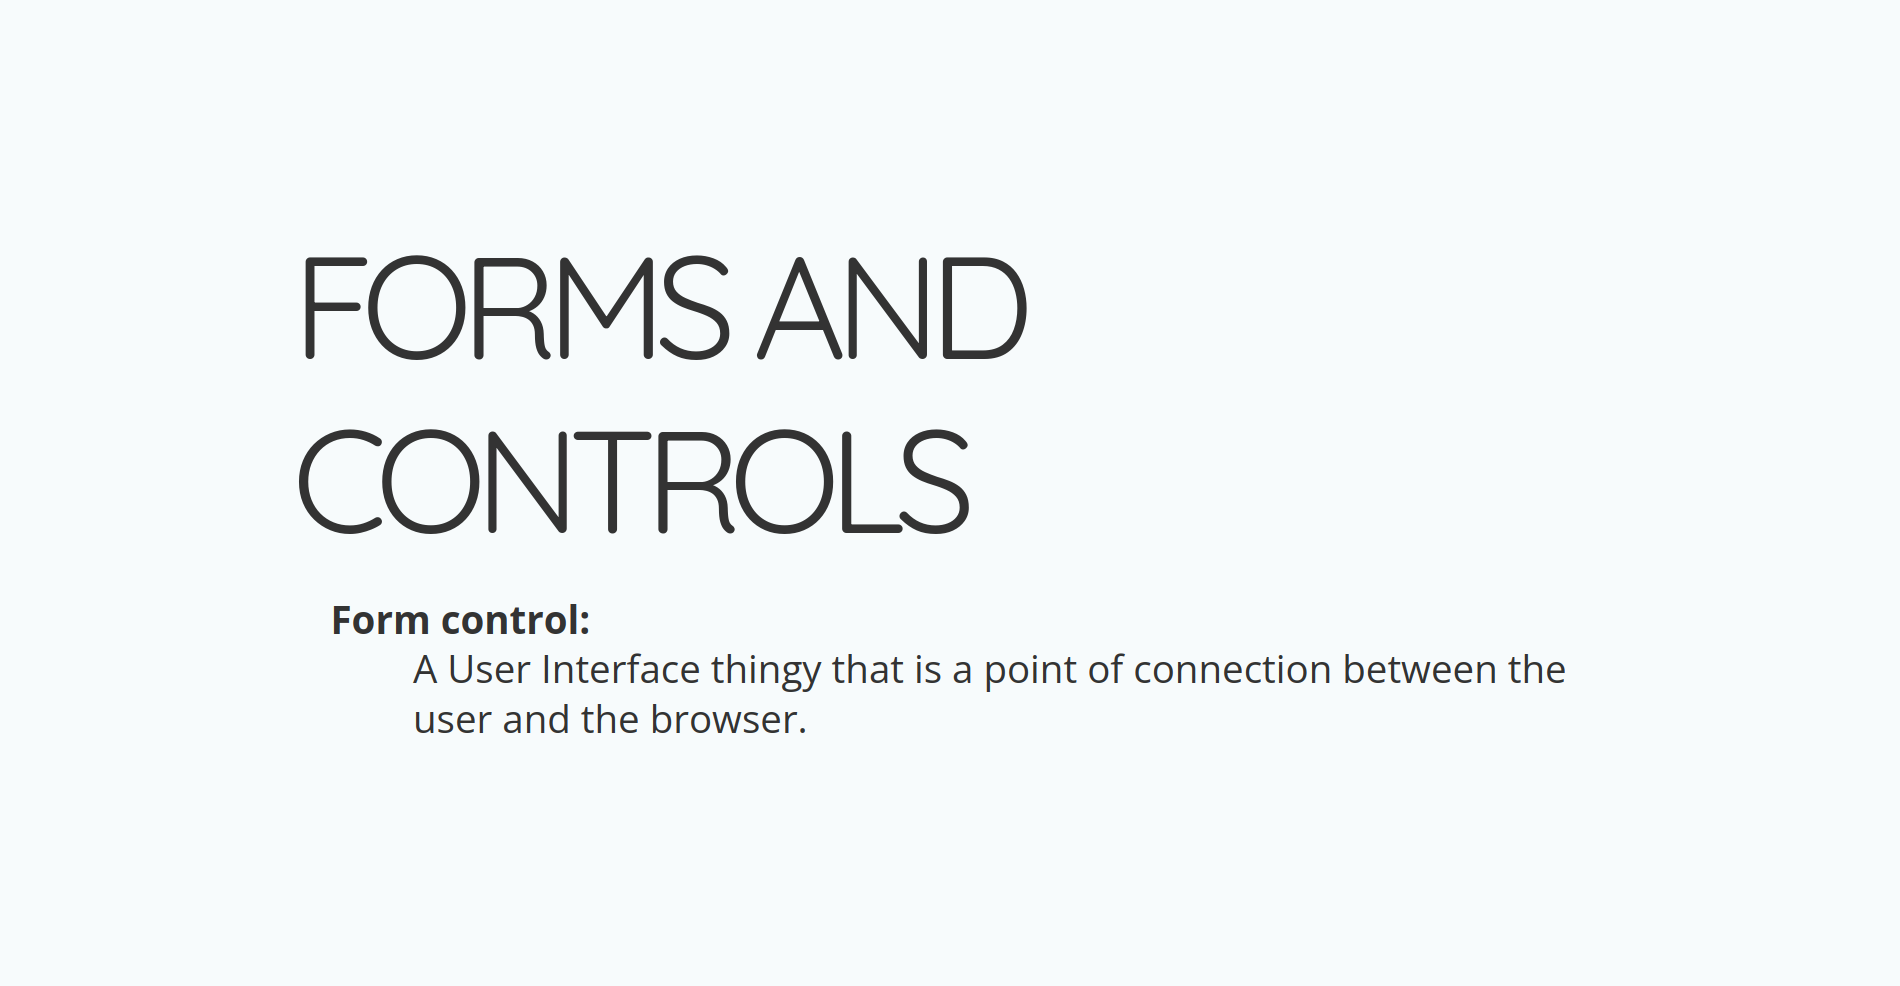 FORMS AND
CONTROLS
Form control:
A User Interface thingy that is a point of connection between the
user and the browser.